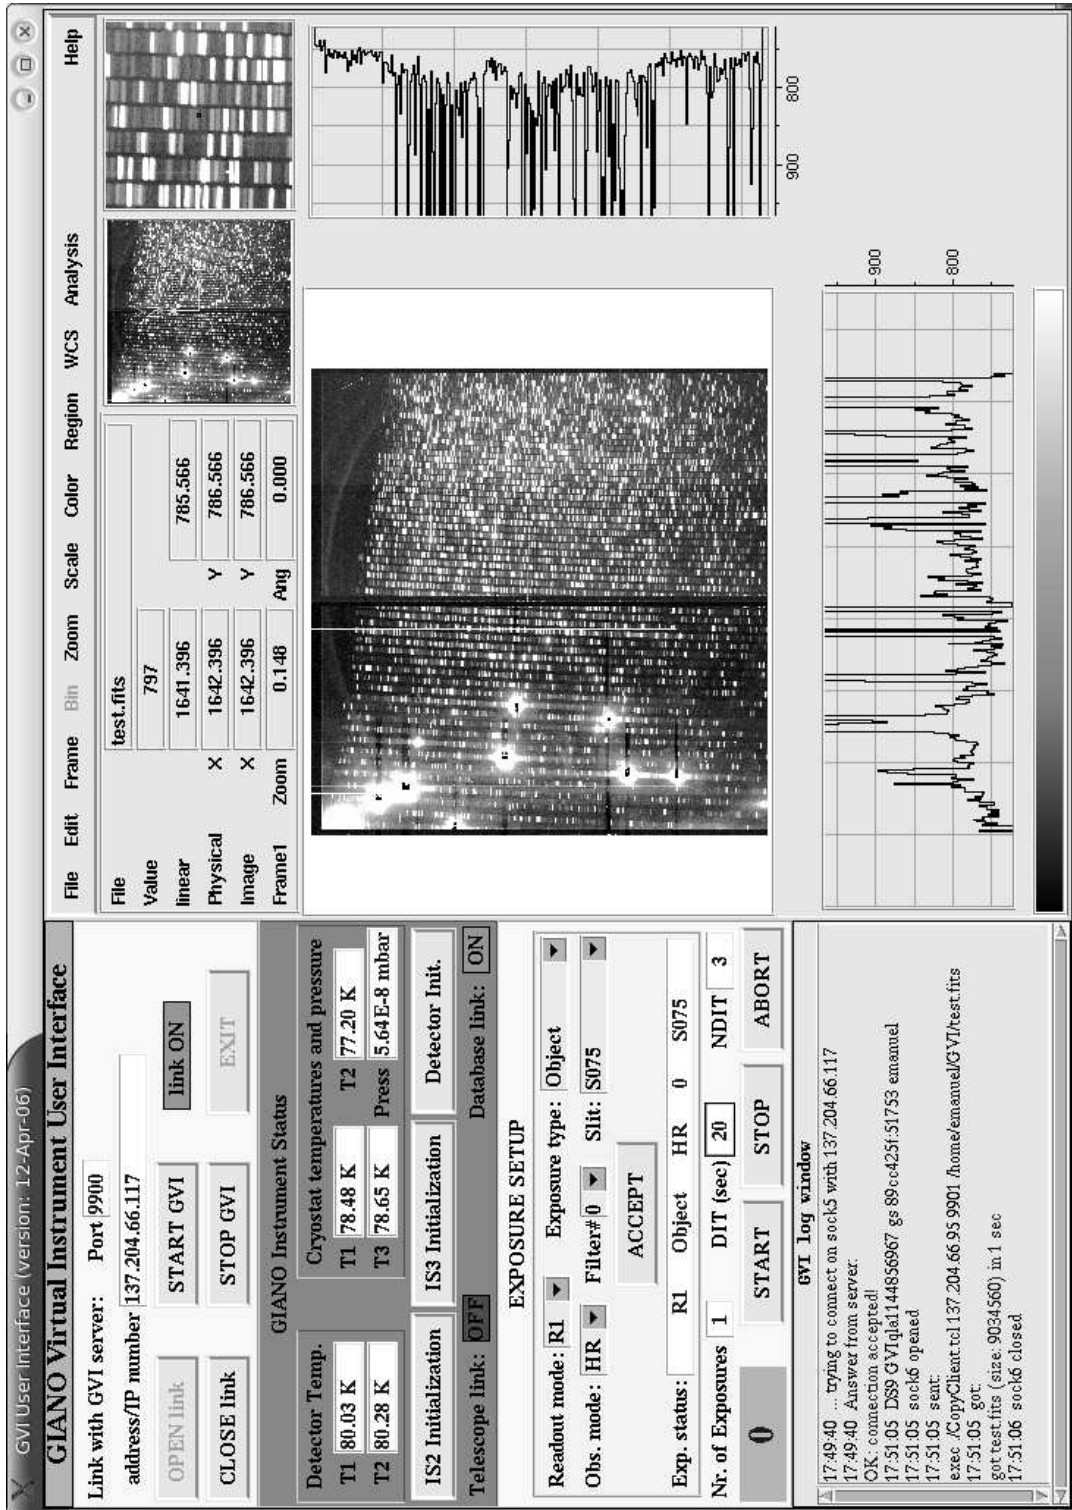 GVI User Interface (version: 12-Apr-06)
GIANO Virtual Instrument User Interface
Link with GVI server: Port 9900
address/IP number 137.204.66.117
OPEN link START GVI link ON
CLOSE link STOP GVI EXIT
GIANO Instrument Status
Detector Temp. Cryostat temperatures and pressure
T1 80.03 K T1 78.48 K T2 77.20 K
T2 80.28 K T3 78.65 K Press 5.64E-8 mbar
IS2 Initialization IS3 Initialization Detector Init.
Telescope link: OFF Database link: ON
EXPOSURE SETUP
Readout mode: R1 Exposure type: Object
Obs. mode: HR Filter# 0 Slit: S075
ACCEPT
Exp. status: R1 Object HR 0 S075
Nr. of Exposures 1 DIT (sec) 20 NDIT 3
0 START STOP ABORT
GVI log window
17:49:40 ... trying to connect on sock5 with 137.204.66.117
17:49:40 Answer from server:
OK: connection accepted!
17:51:05 DS9 GVIqla1144856967 gs 89cc425f:51753 emanuel
17:51:05 sock6 opened
17:51:05 sent:
exec ./CopyClient.tcl 137.204.66.95 9901 /home/emanuel/GVI/test.fits
17:51:05 got:
got test.fits (size: 9034560) in 1 sec
17:51:06 sock6 closed
File Edit Frame Bin Zoom Scale Color Region WCS Analysis Help
File test.fits
Value 797
linear 1641.396 785.566
Physical X 1642.396 Y 786.566
Image X 1642.396 Y 786.566
Frame1 Zoom 0.148 Ang 0.000
900 800
900
800